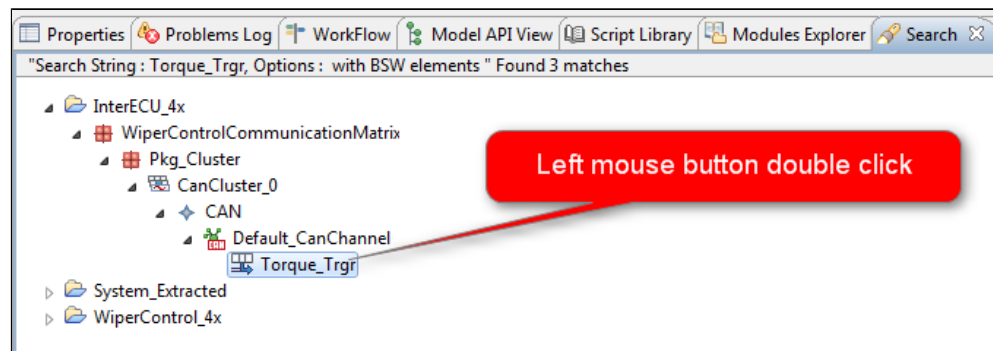 Properties Problems Log WorkFlow Model API View Script Library Modules Explorer Search
"Search String : Torque_Trgr, Options : with BSW elements " Found 3 matches
InterECU_4x
WiperControlCommunicationMatrix
Pkg_Cluster
Left mouse button double click
CanCluster_0
CAN
Default_CanChannel
Torque_Trgr
System_Extracted
WiperControl_4x